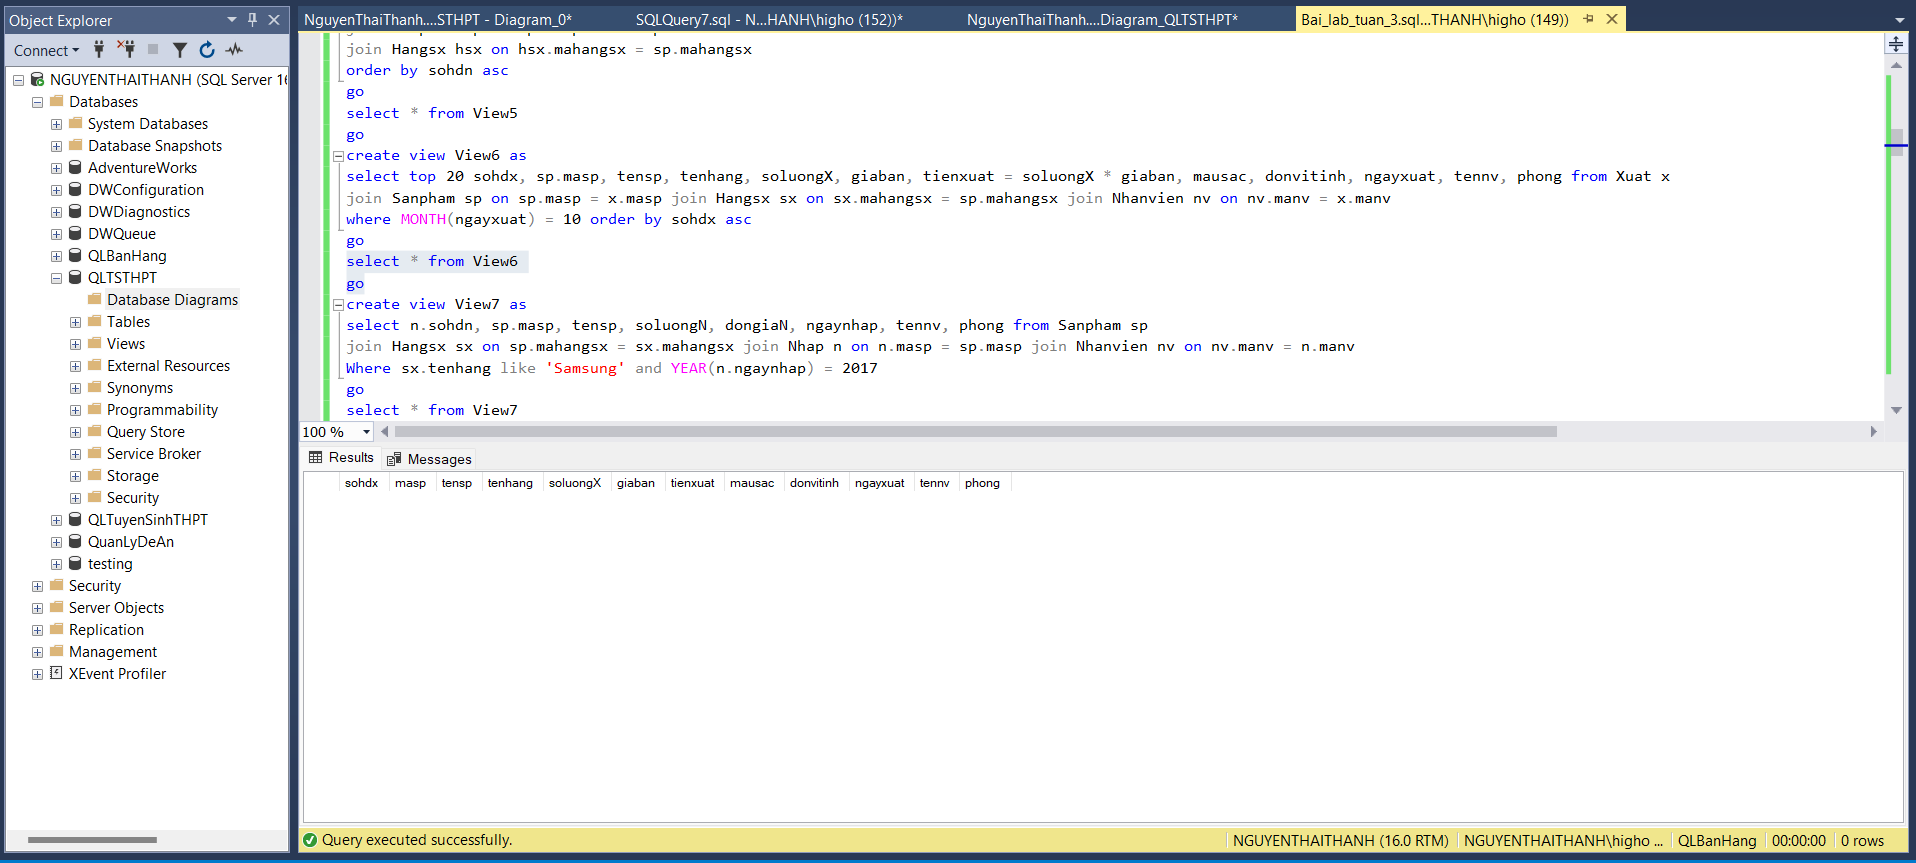 Object Explorer
Connect
NGUYENTHAITHANH (SQL Server 16
Databases
System Databases
Database Snapshots
AdventureWorks
DWConfiguration
DWDiagnostics
DWQueue
QLBanHang
QLTSTHPT
Database Diagrams
Tables
Views
External Resources
Synonyms
Programmability
Query Store
Service Broker
Storage
Security
QLTuyenSinhTHPT
QuanLyDeAn
testing
Security
Server Objects
Replication
Management
XEvent Profiler
NguyenThaiThanh....STHPT - Diagram_0*
SQLQuery7.sql - N...HANH\higho (152))*
NguyenThaiThanh....Diagram_QLTSTHPT*
Bai_lab_tuan_3.sql...THANH\higho (149))
join Hangsx hsx on hsx.mahangsx = sp.mahangsx
order by sohdn asc
go
select * from View5
go
create view View6 as
select top 20 sohdx, sp.masp, tensp, tenhang, soluongX, giaban, tienxuat = soluongX * giaban, mausac, donvitinh, ngayxuat, tennv, phong from Xuat x
join Sanpham sp on sp.masp = x.masp join Hangsx sx on sx.mahangsx = sp.mahangsx join Nhanvien nv on nv.manv = x.manv
where MONTH(ngayxuat) = 10 order by sohdx asc
go
select * from View6
go
create view View7 as
select n.sohdn, sp.masp, tensp, soluongN, dongiaN, ngaynhap, tennv, phong from Sanpham sp
join Hangsx sx on sp.mahangsx = sx.mahangsx join Nhap n on n.masp = sp.masp join Nhanvien nv on nv.manv = n.manv
Where sx.tenhang like 'Samsung' and YEAR(n.ngaynhap) = 2017
go
select * from View7
100 %
Results Messages
sohdx masp tensp tenhang soluongX giaban tienxuat mausac donvitinh ngayxuat tennv phong
Query executed successfully.
NGUYENTHAITHANH (16.0 RTM) NGUYENTHAITHANH\higho ... QLBanHang 00:00:00 0 rows